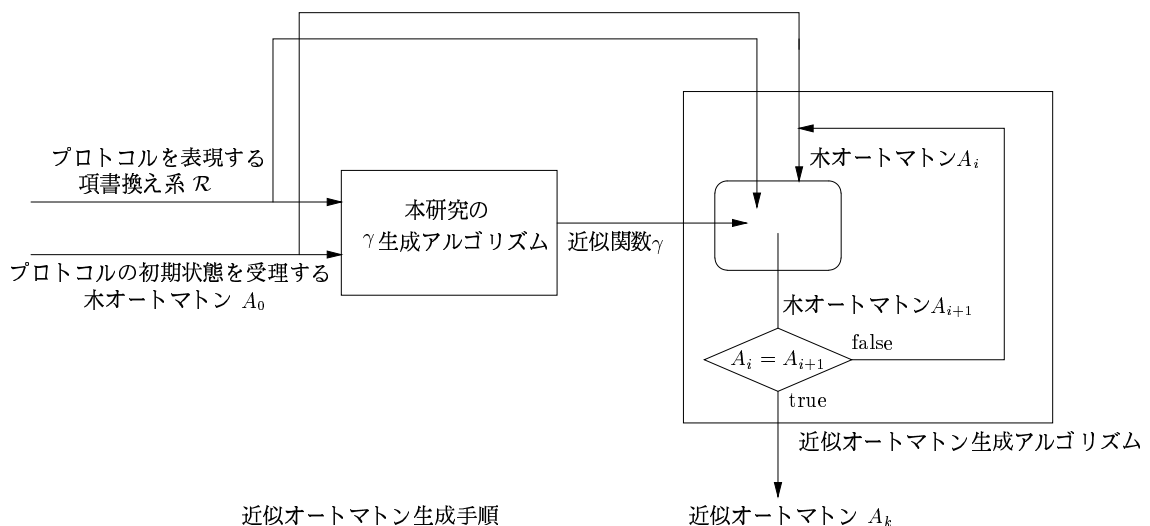 プロトコルを表現する
項書換え系 R
プロトコルの初期状態を受理する
木オートマトン A₀
本研究の
γ生成アルゴリズム
近似関数γ
木オートマトンAᵢ
木オートマトンAᵢ₊₁
Aᵢ = Aᵢ₊₁
false
true
近似オートマトン生成アルゴリズム
近似オートマトン生成手順
近似オートマトン Aₖ